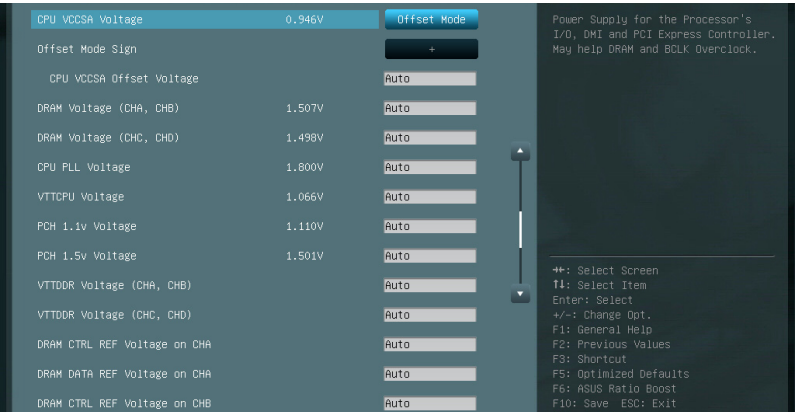 CPU VCCSA Voltage 0.946V Offset Mode
Offset Mode Sign +
CPU VCCSA Offset Voltage Auto
DRAM Voltage (CHA, CHB) 1.507V Auto
DRAM Voltage (CHC, CHD) 1.498V Auto
CPU PLL Voltage 1.800V Auto
VTTCPU Voltage 1.066V Auto
PCH 1.1v Voltage 1.110V Auto
PCH 1.5v Voltage 1.501V Auto
VTTDDR Voltage (CHA, CHB) Auto
VTTDDR Voltage (CHC, CHD) Auto
DRAM CTRL REF Voltage on CHA Auto
DRAM DATA REF Voltage on CHA Auto
DRAM CTRL REF Voltage on CHB Auto
Power Supply for the Processor's
I/O, DMI and PCI Express Controller.
May help DRAM and BCLK Overclock.
→←: Select Screen
↑↓: Select Item
Enter: Select
+/-: Change Opt.
F1: General Help
F2: Previous Values
F3: Shortcut
F5: Optimized Defaults
F6: ASUS Ratio Boost
F10: Save ESC: Exit